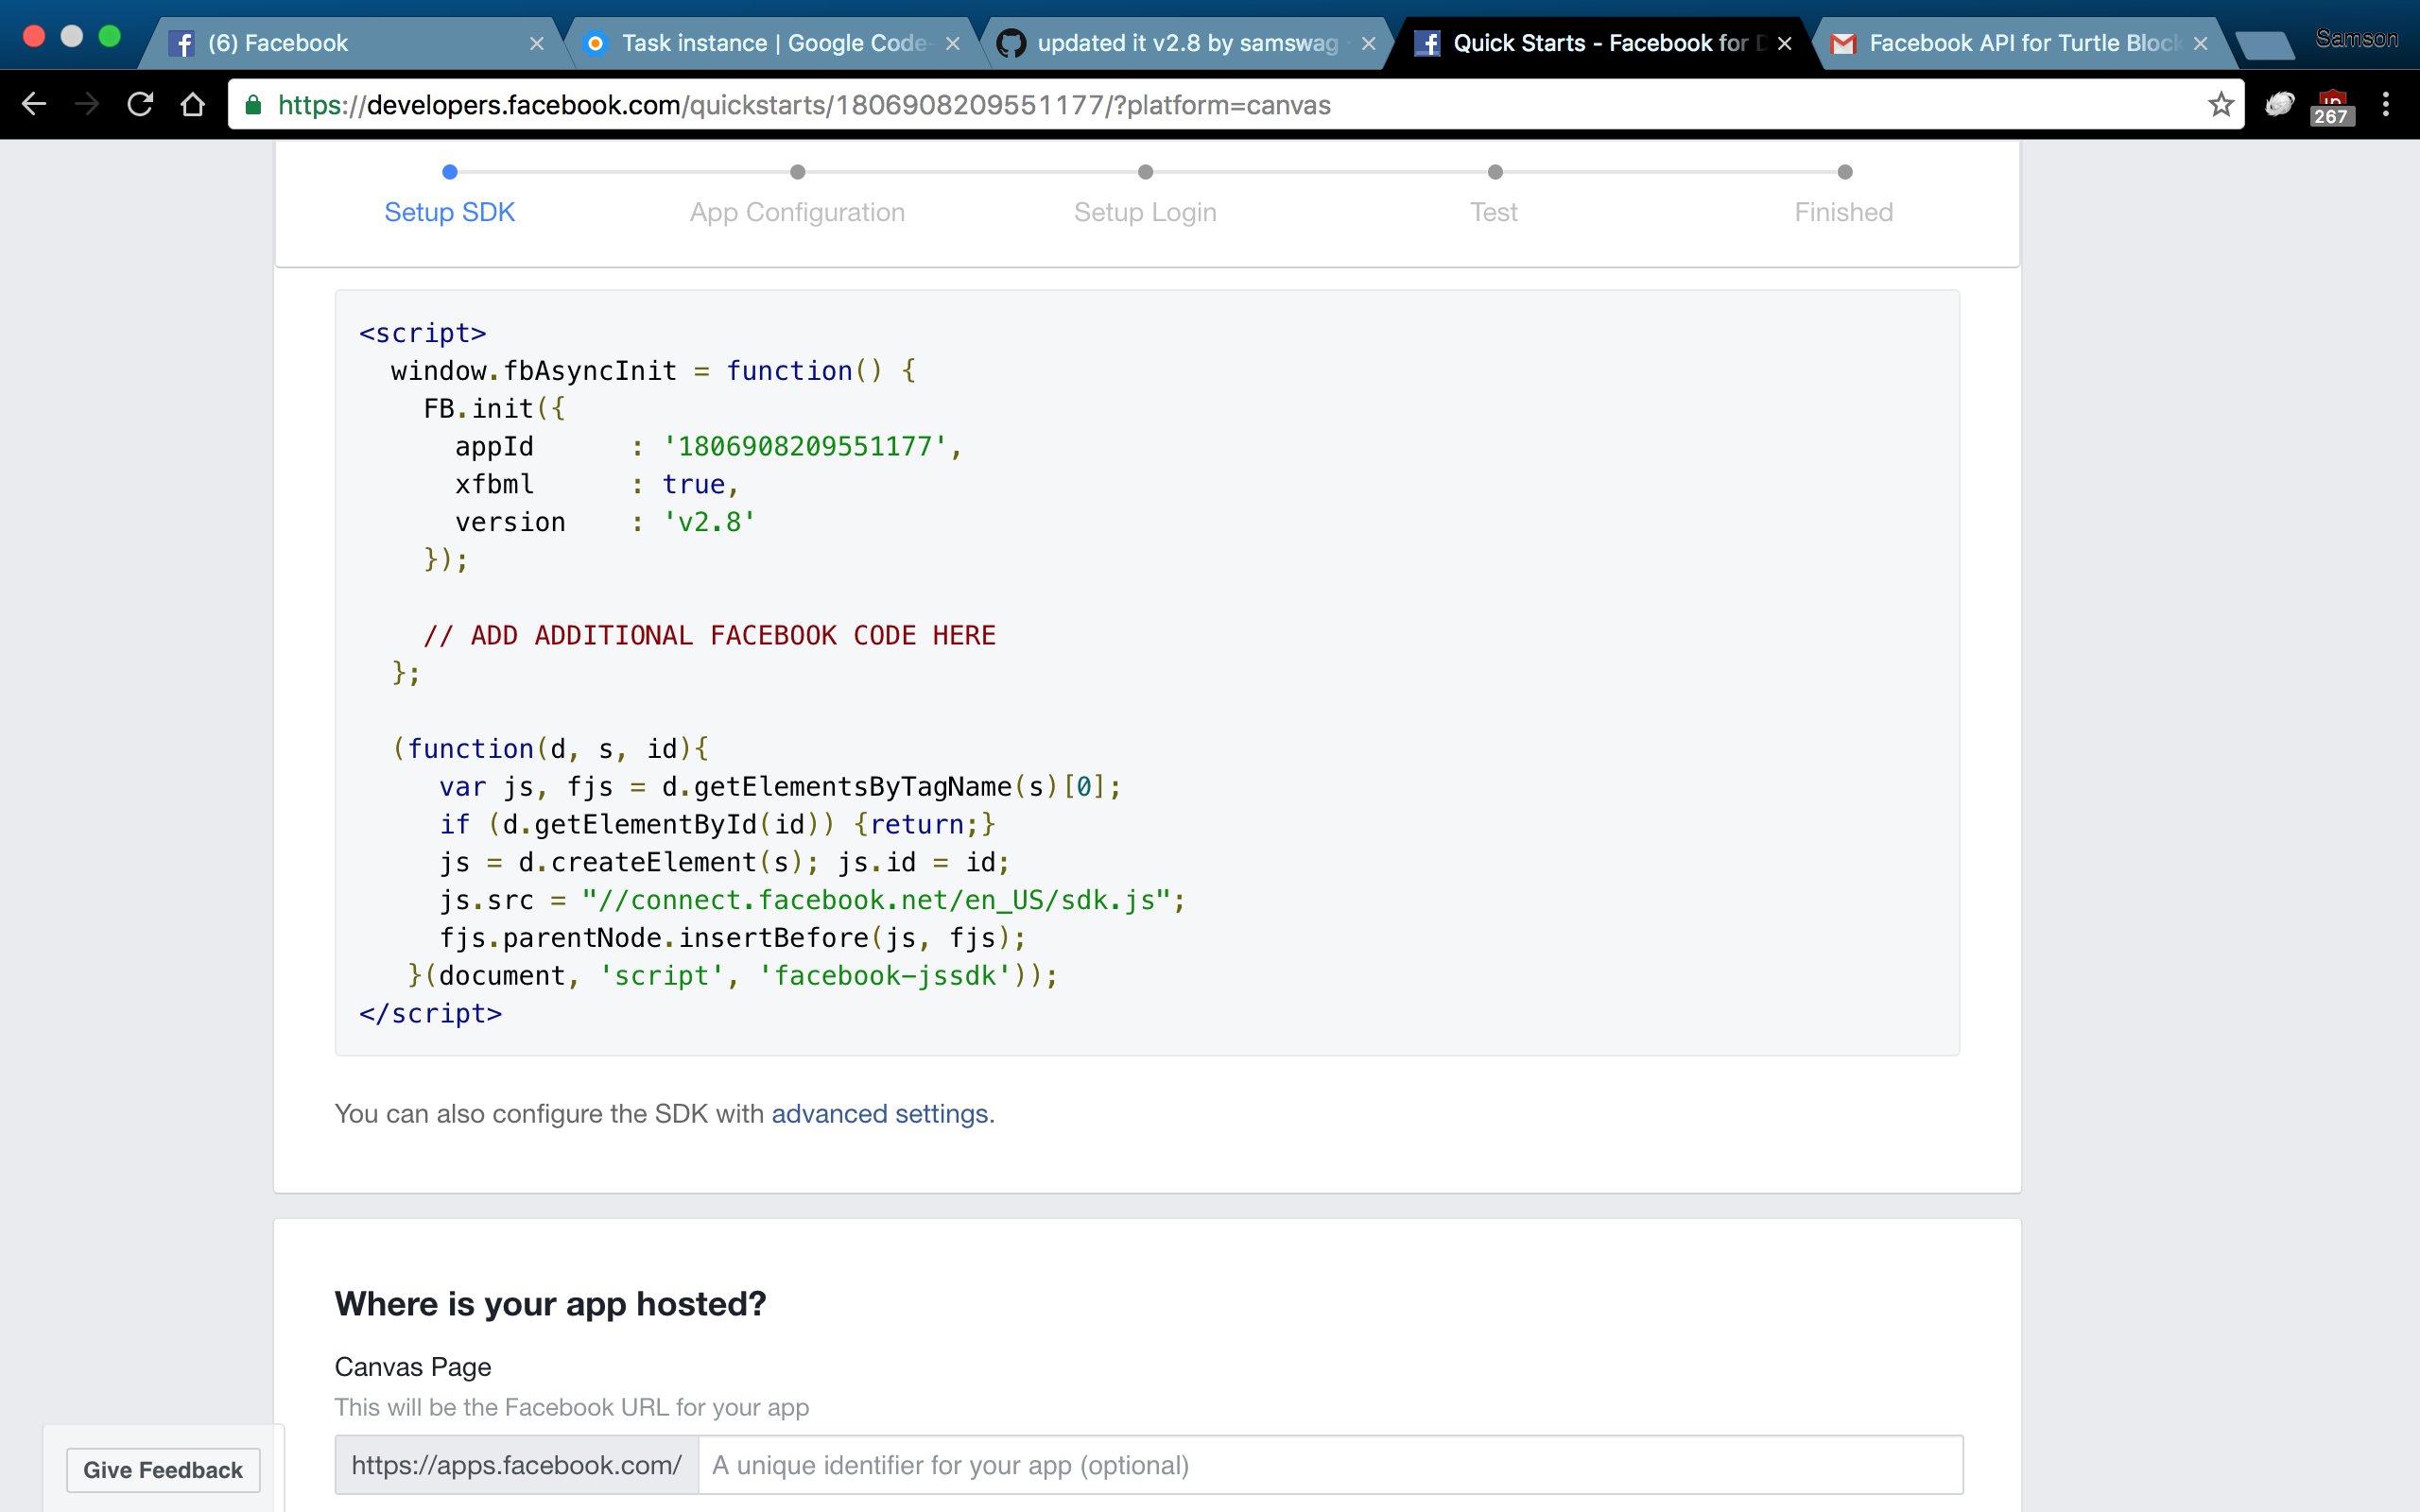 (6) Facebook
Task instance | Google Code-
updated it v2.8 by samswag
Quick Starts - Facebook for D
Facebook API for Turtle Block
Samson
https://developers.facebook.com/quickstarts/1806908209551177/?platform=canvas
267
Setup SDK
App Configuration
Setup Login
Test
Finished
<script>
  window.fbAsyncInit = function() {
    FB.init({
      appId      : '1806908209551177',
      xfbml      : true,
      version    : 'v2.8'
    });

    // ADD ADDITIONAL FACEBOOK CODE HERE
  };

  (function(d, s, id){
     var js, fjs = d.getElementsByTagName(s)[0];
     if (d.getElementById(id)) {return;}
     js = d.createElement(s); js.id = id;
     js.src = "//connect.facebook.net/en_US/sdk.js";
     fjs.parentNode.insertBefore(js, fjs);
   }(document, 'script', 'facebook-jssdk'));
</script>
You can also configure the SDK with advanced settings.
Where is your app hosted?
Canvas Page
This will be the Facebook URL for your app
https://apps.facebook.com/ A unique identifier for your app (optional)
Give Feedback